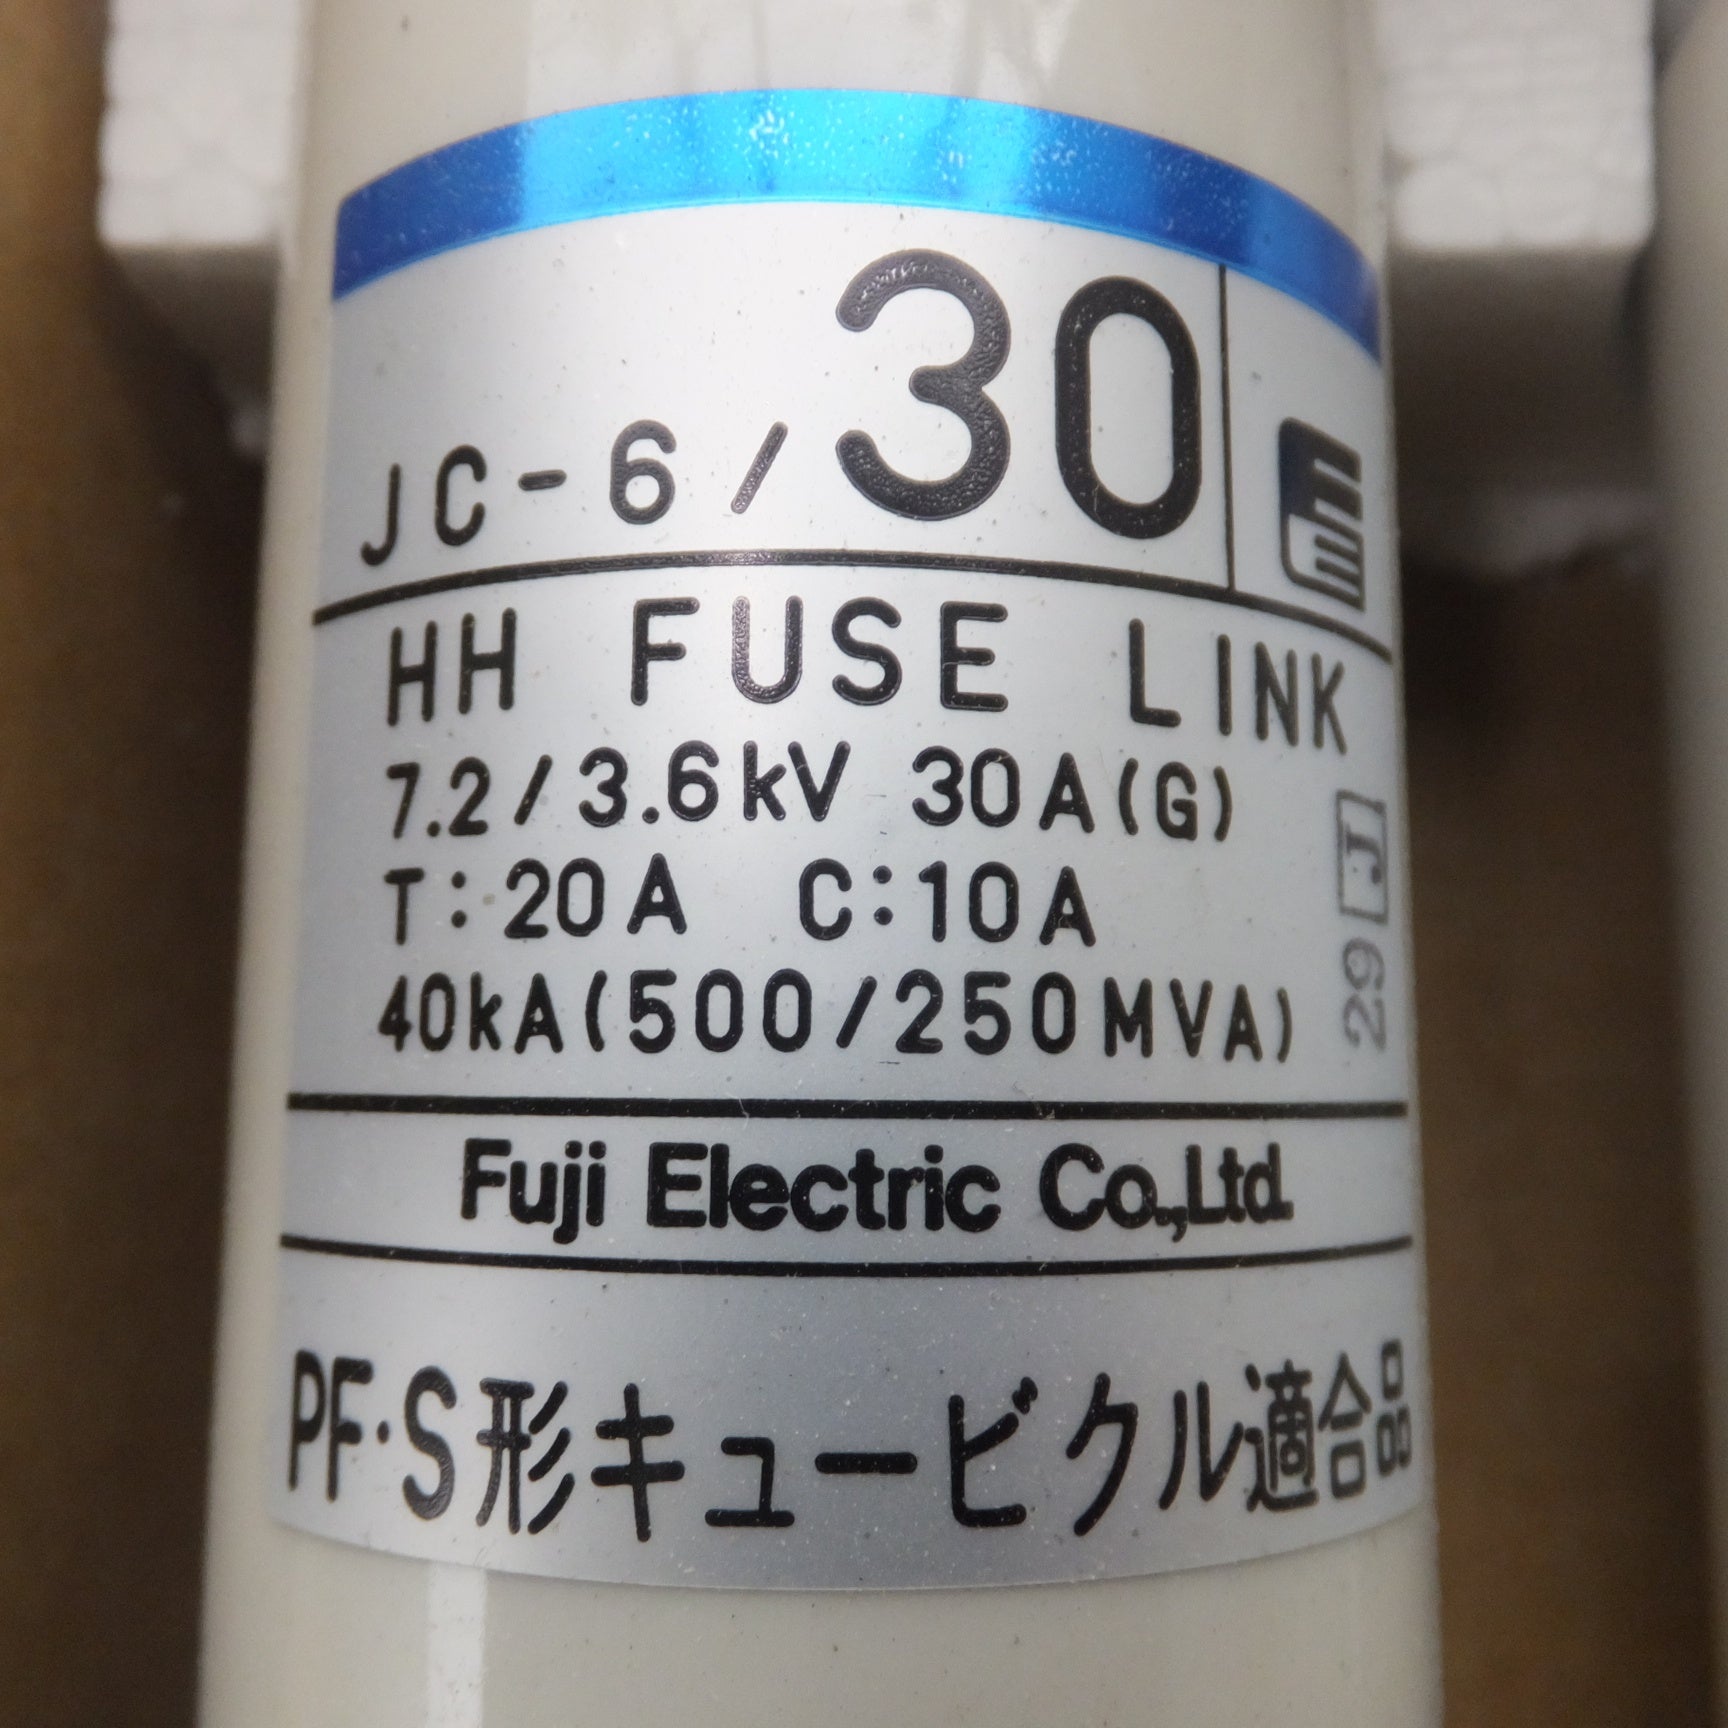 JC-6/30
HH FUSE LINK
7.2/3.6kV 30A(G)
T:20A C:10A
40kA(500/250MVA)
29 J
Fuji Electric Co.,Ltd.
PF·S形キュービクル適合品